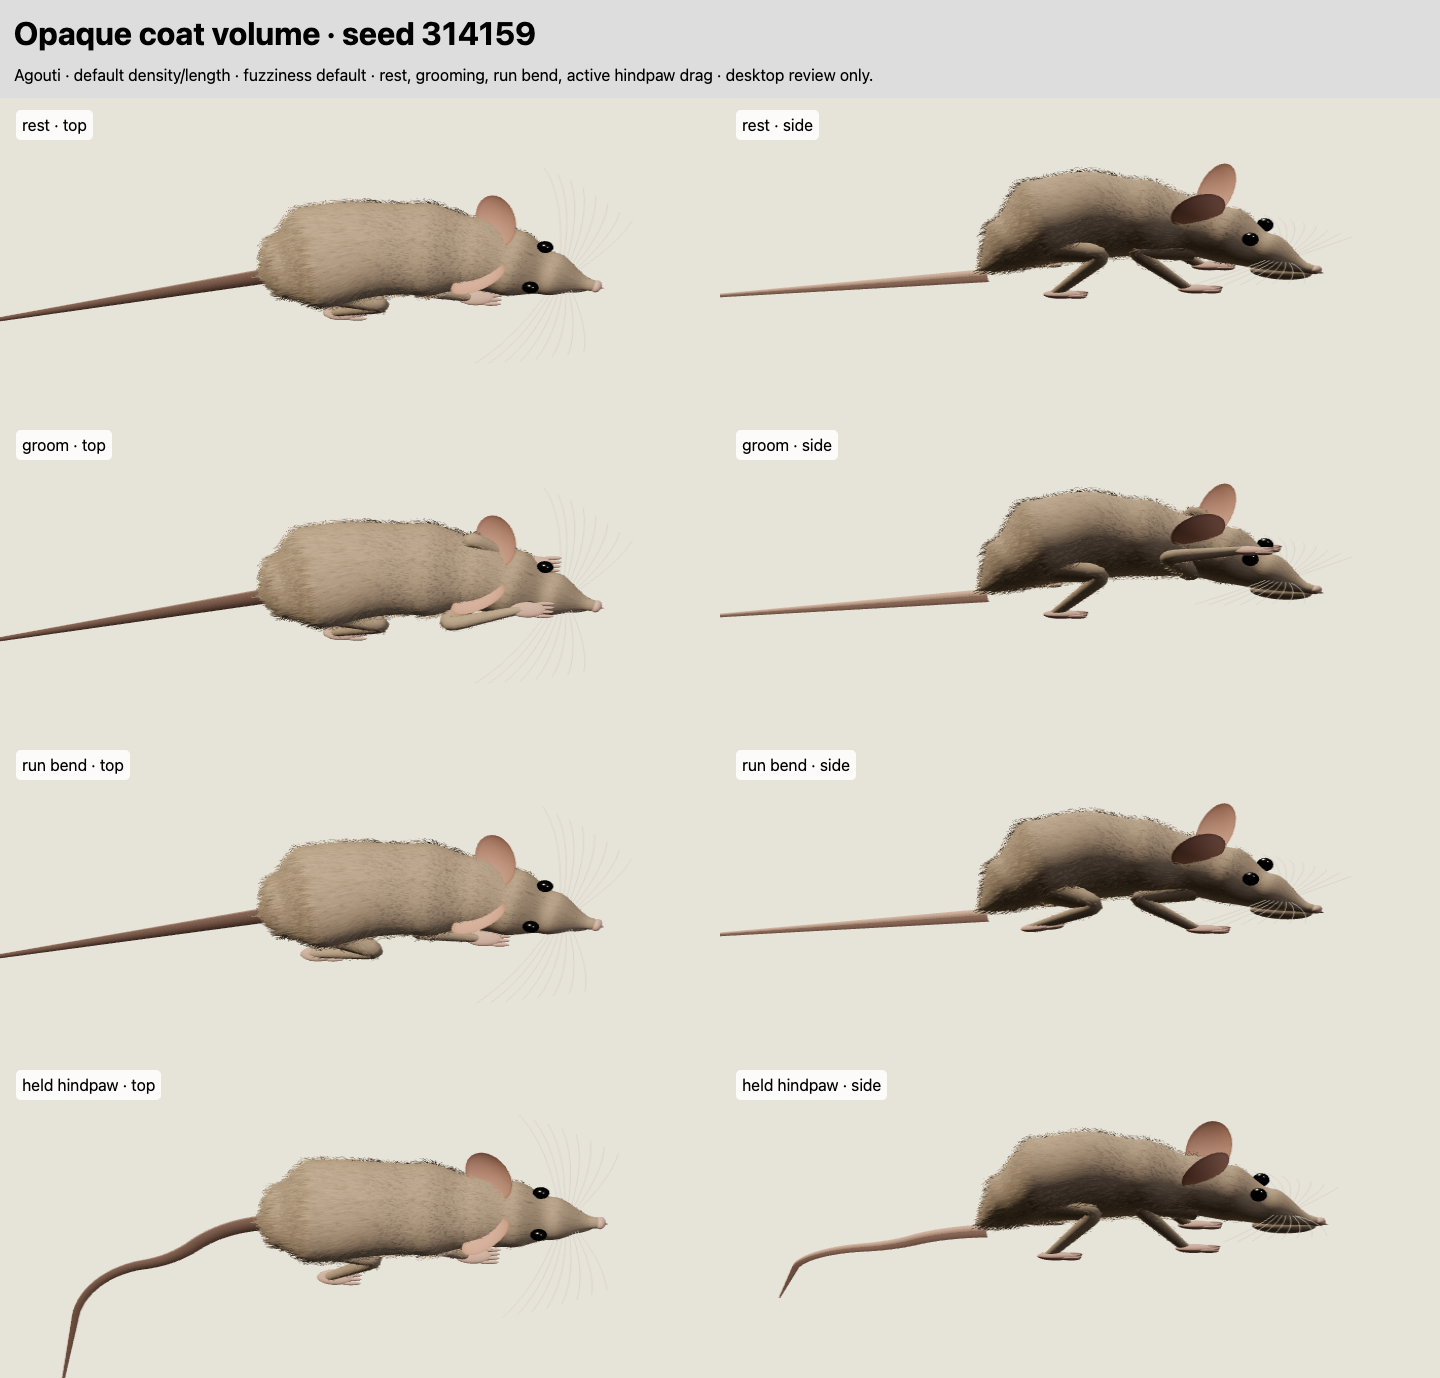 Opaque coat volume · seed 314159
Agouti · default density/length · fuzziness default · rest, grooming, run bend, active hindpaw drag · desktop review only.
rest · top
rest · side
groom · top
groom · side
run bend · top
run bend · side
held hindpaw · top
held hindpaw · side